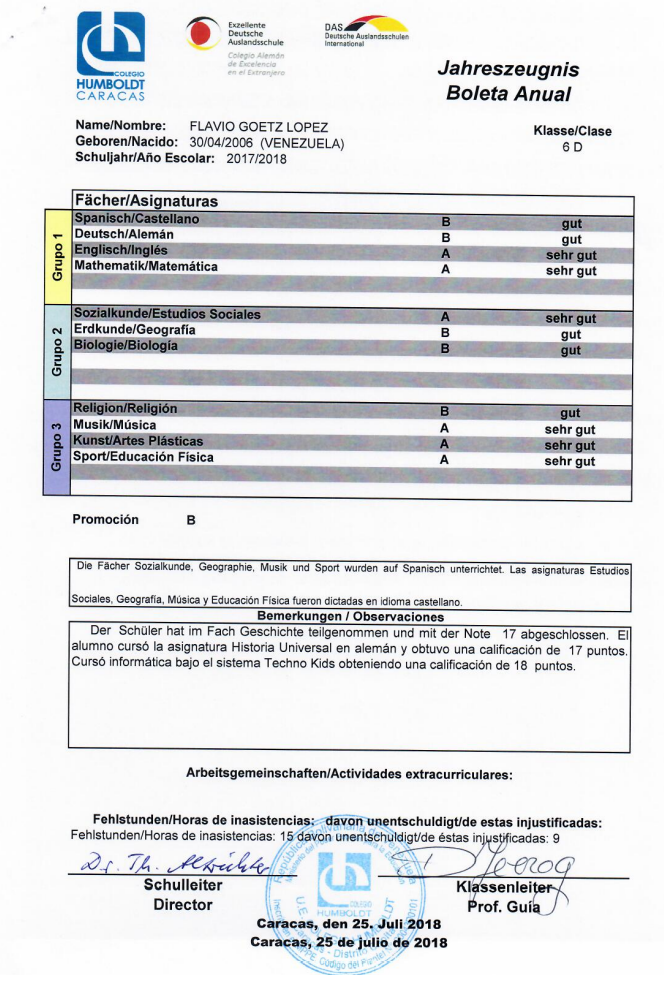 COLEGIO
HUMBOLDT
CARACAS
Exzellente
Deutsche
Auslandsschule
Colegio Alemán
de Excelencia
en el Extranjero
DAS
Deutsche Auslandsschulen
International
Jahreszeugnis
Boleta Anual
Name/Nombre: FLAVIO GOETZ LOPEZ
Geboren/Nacido: 30/04/2006 (VENEZUELA)
Schuljahr/Año Escolar: 2017/2018
Klasse/Clase
6 D
Fächer/Asignaturas
Grupo 1
Spanisch/Castellano B gut
Deutsch/Alemán B gut
Englisch/Inglés A sehr gut
Mathematik/Matemática A sehr gut
Grupo 2
Sozialkunde/Estudios Sociales A sehr gut
Erdkunde/Geografía B gut
Biologie/Biología B gut
Grupo 3
Religion/Religión B gut
Musik/Música A sehr gut
Kunst/Artes Plásticas A sehr gut
Sport/Educación Física A sehr gut
Promoción B
Die Fächer Sozialkunde, Geographie, Musik und Sport wurden auf Spanisch unterrichtet. Las asignaturas Estudios
Sociales, Geografía, Música y Educación Física fueron dictadas en idioma castellano.
Bemerkungen / Observaciones
Der Schüler hat im Fach Geschichte teilgenommen und mit der Note 17 abgeschlossen. El
alumno cursó la asignatura Historia Universal en alemán y obtuvo una calificación de 17 puntos.
Cursó informática bajo el sistema Techno Kids obteniendo una calificación de 18 puntos.
Arbeitsgemeinschaften/Actividades extracurriculares:
Fehlstunden/Horas de inasistencias: davon unentschuldigt/de estas injustificadas:
Fehlstunden/Horas de inasistencias: 15 davon unentschuldigt/de éstas injustificadas: 9
Dr. Th.
Schulleiter
Director
Klassenleiter
Prof. Guía
COLEGIO
HUMBOLDT
Caracas, den 25. Juli 2018
Caracas, 25 de julio de 2018